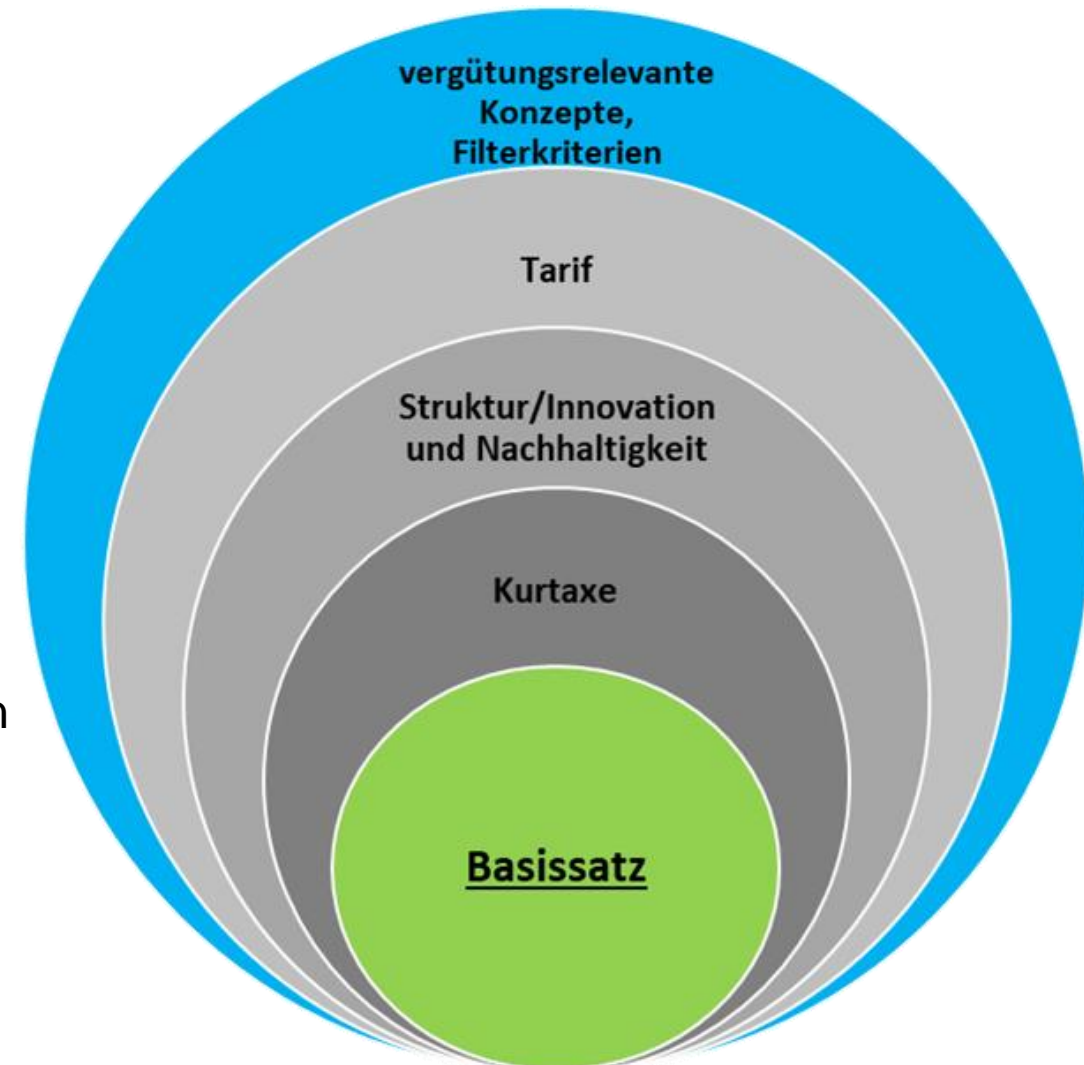 vergütungsrelevante
Konzepte,
Filterkriterien
Tarif
Struktur/Innovation
und Nachhaltigkeit
Kurtaxe
n
Basissatz